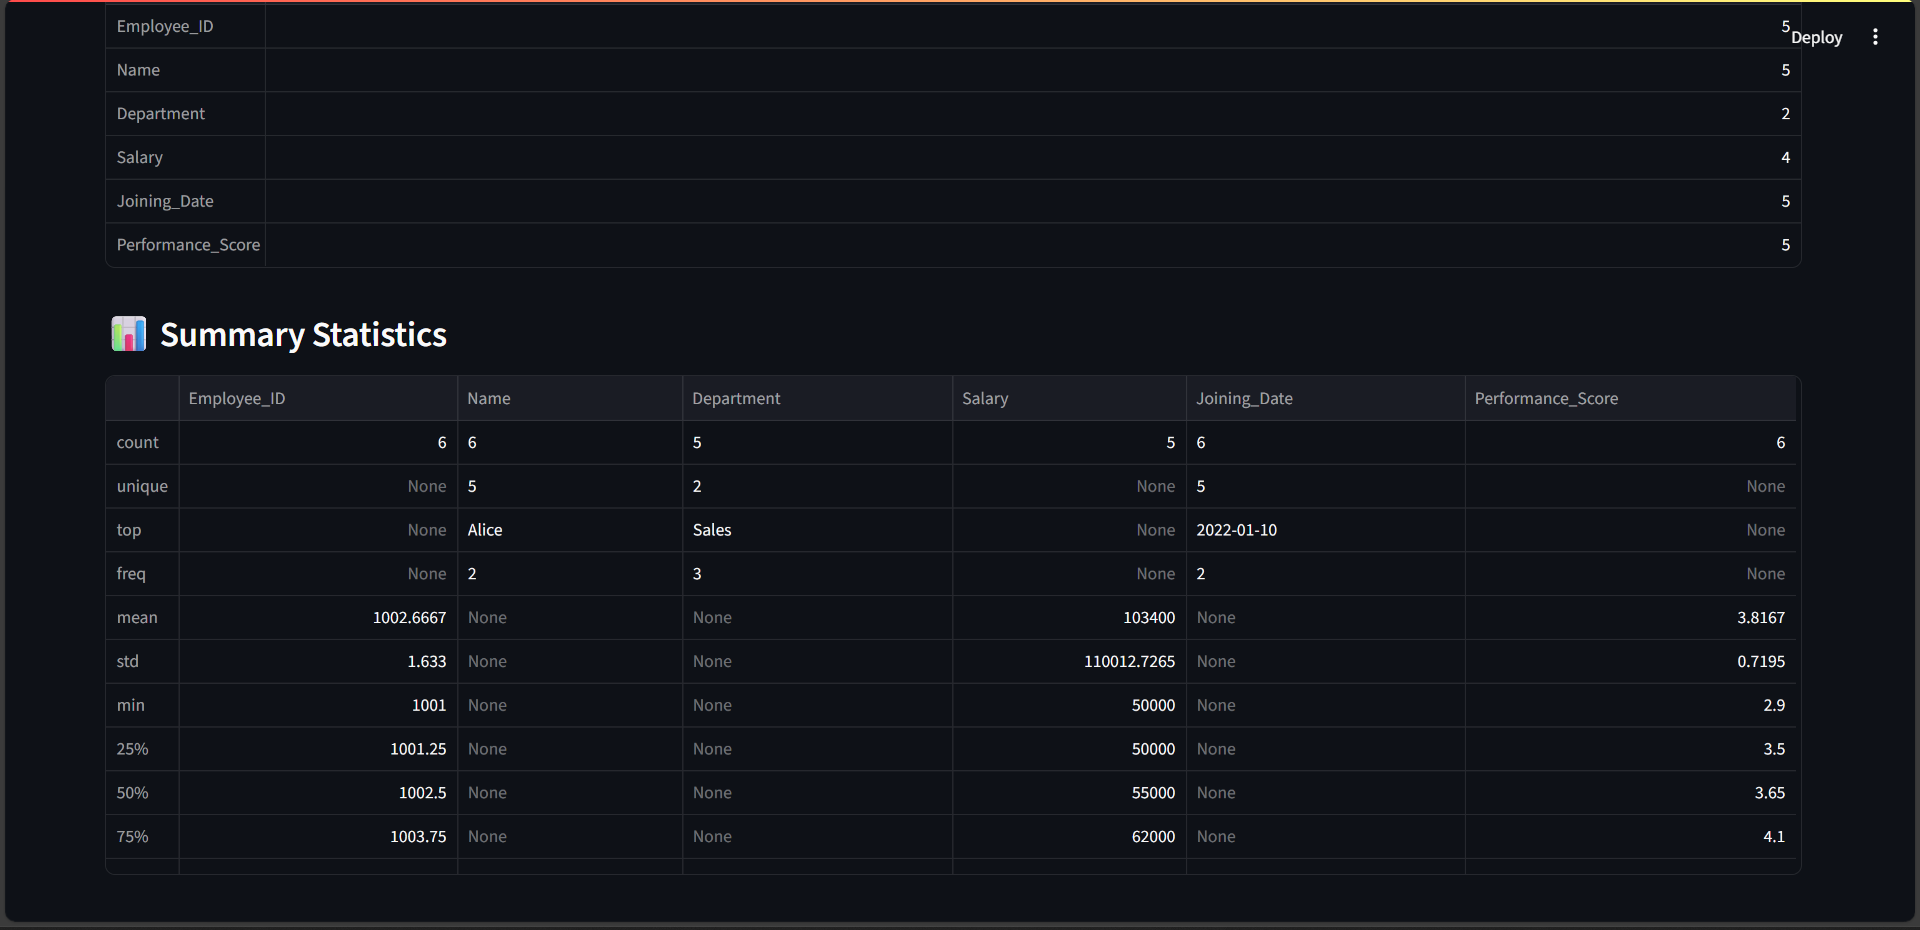 Employee_ID 5
Deploy
Name 5
Department 2
Salary 4
Joining_Date 5
Performance_Score 5
Summary Statistics
Employee_ID Name Department Salary Joining_Date Performance_Score
count 6 6 5 5 6 6
unique None 5 2 None 5 None
top None Alice Sales None 2022-01-10 None
freq None 2 3 None 2 None
mean 1002.6667 None None 103400 None 3.8167
std 1.633 None None 110012.7265 None 0.7195
min 1001 None None 50000 None 2.9
25% 1001.25 None None 50000 None 3.5
50% 1002.5 None None 55000 None 3.65
75% 1003.75 None None 62000 None 4.1